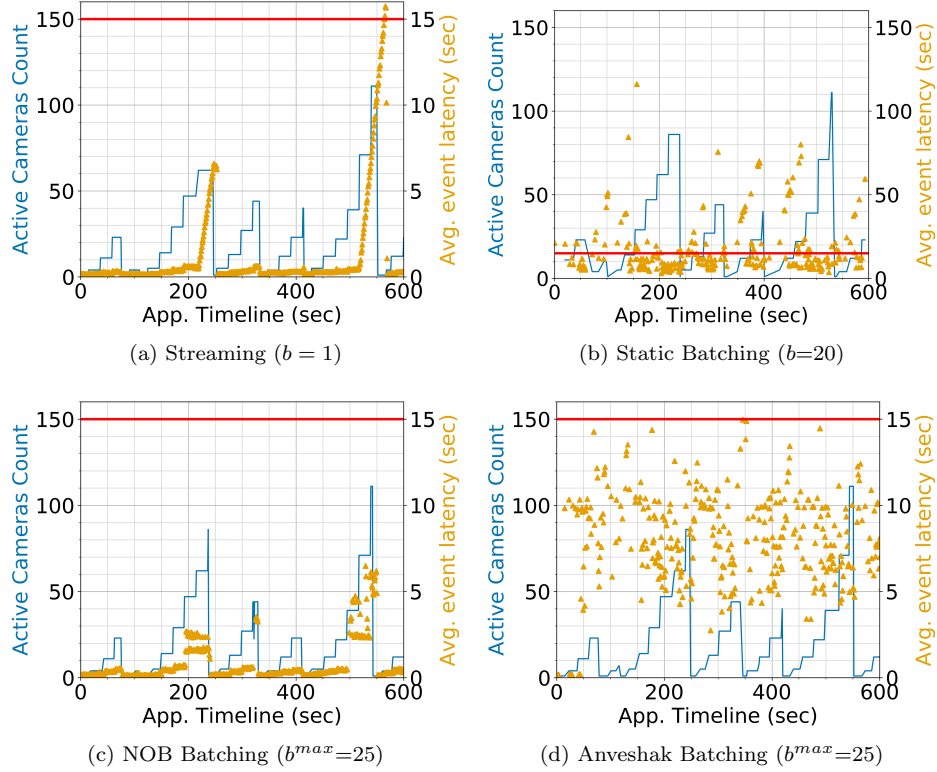 150
100
50
0
Active Cameras Count
15
10
5
0
Avg. event latency (sec)
0 200 400 600
App. Timeline (sec)
(a) Streaming (b = 1)
150
100
50
0
Active Cameras Count
150
100
50
0
Avg. event latency (sec)
0 200 400 600
App. Timeline (sec)
(b) Static Batching (b=20)
150
100
50
0
Active Cameras Count
15
10
5
0
Avg. event latency (sec)
0 200 400 600
App. Timeline (sec)
(c) NOB Batching (b^max=25)
150
100
50
0
Active Cameras Count
15
10
5
0
Avg. event latency (sec)
0 200 400 600
App. Timeline (sec)
(d) Anveshak Batching (b^max=25)